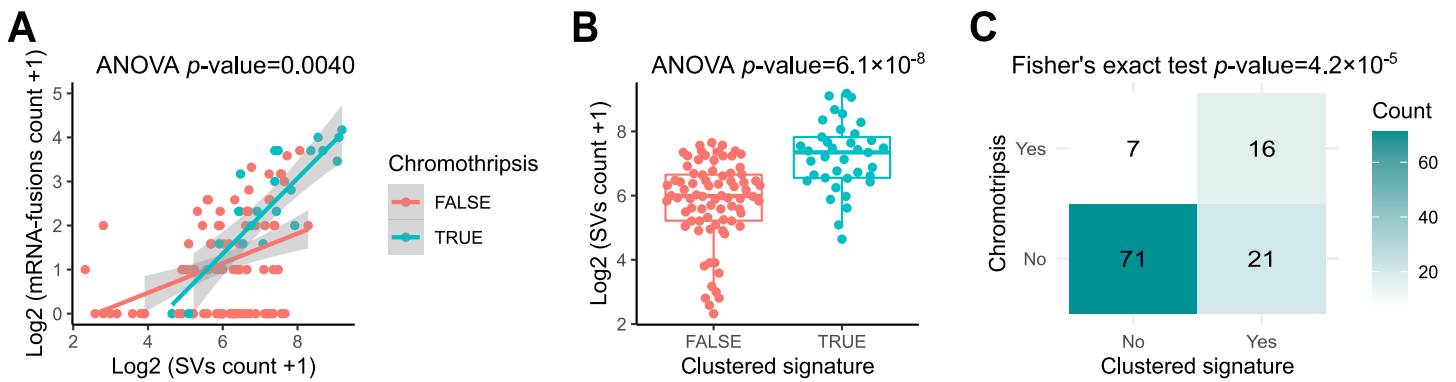 A
ANOVA p-value=0.0040
Log2 (mRNA-fusions count +1)
5
4
3
2
1
0
2
4
6
8
Log2 (SVs count +1)
Chromothripsis
FALSE
TRUE
B
ANOVA p-value=6.1×10⁻⁸
Log2 (SVs count +1)
8
6
4
2
FALSE
TRUE
Clustered signature
C
Fisher's exact test p-value=4.2×10⁻⁵
Chromotripsis
Yes
7
16
No
71
21
No
Yes
Clustered signature
Count
60
40
20